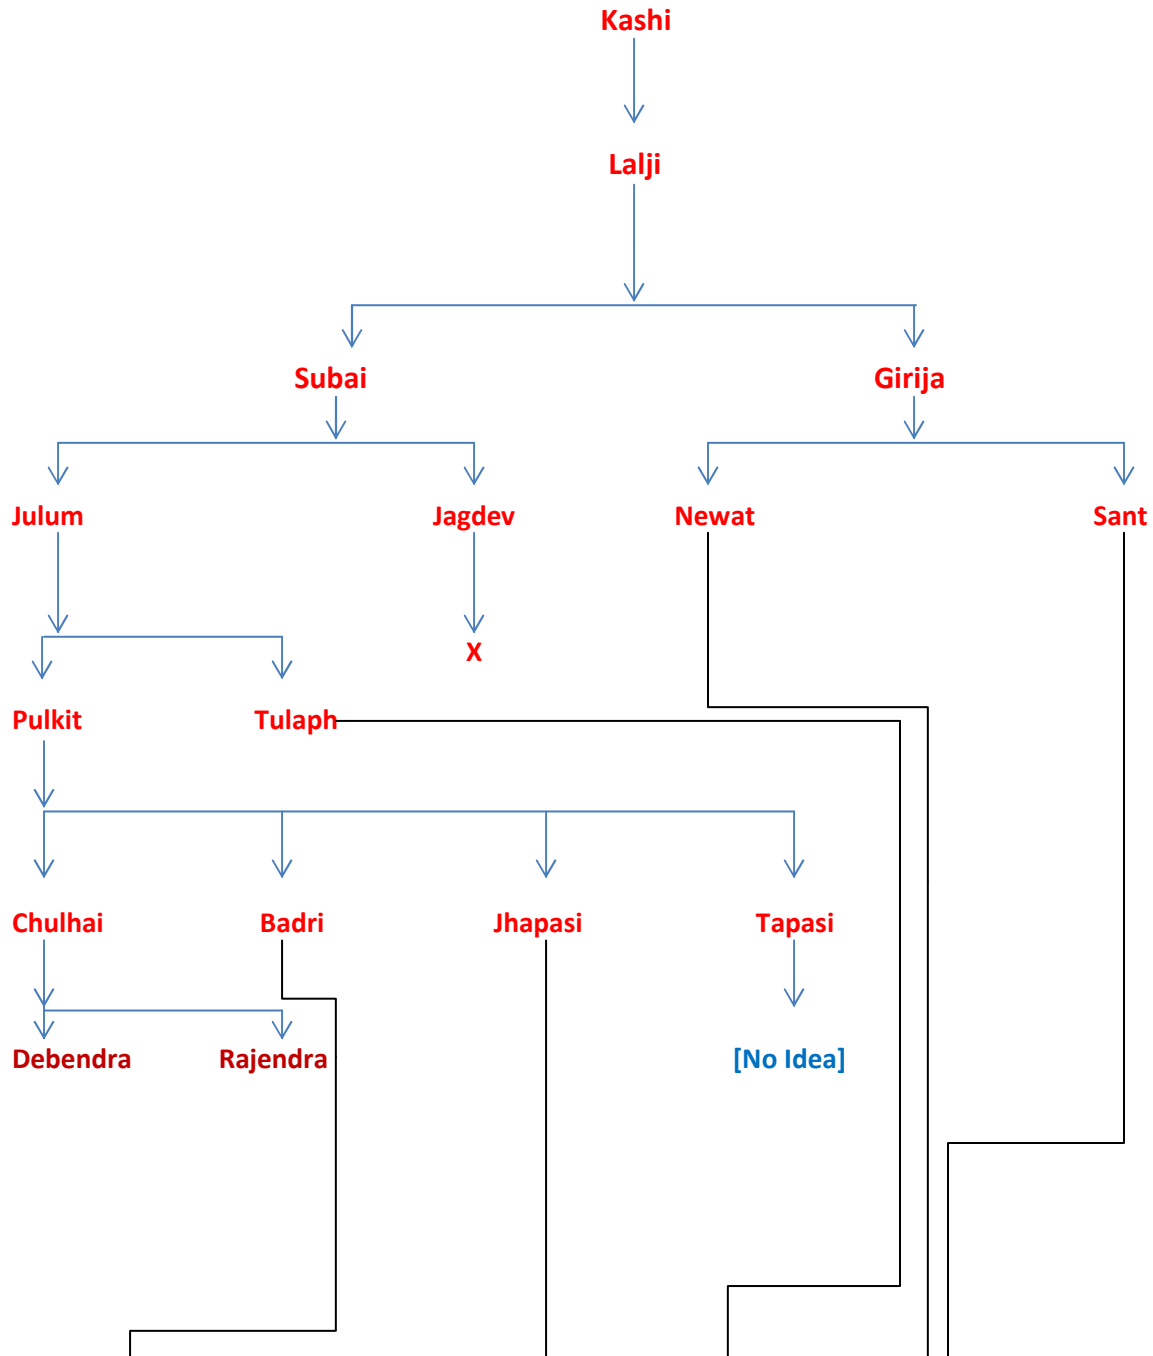 Kashi
Lalji
Subai Girija
Julum Jagdev Newat Sant
X
Pulkit Tulaph
Chulhai Badri Jhapasi Tapasi
Debendra Rajendra [No Idea]